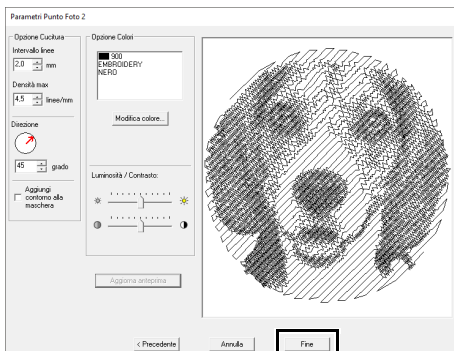 Parametri Punto Foto 2
Opzione Cucitura
Intervallo linee
2,0 mm
Densità max
4,5 linee/mm
Direzione
45 grado
Aggiungi
contorno alla
maschera
Opzione Colori
900
EMBROIDERY
NERO
Modifica colore...
Luminosità / Contrasto:
Aggiorna anteprima
< Precedente
Annulla
Fine